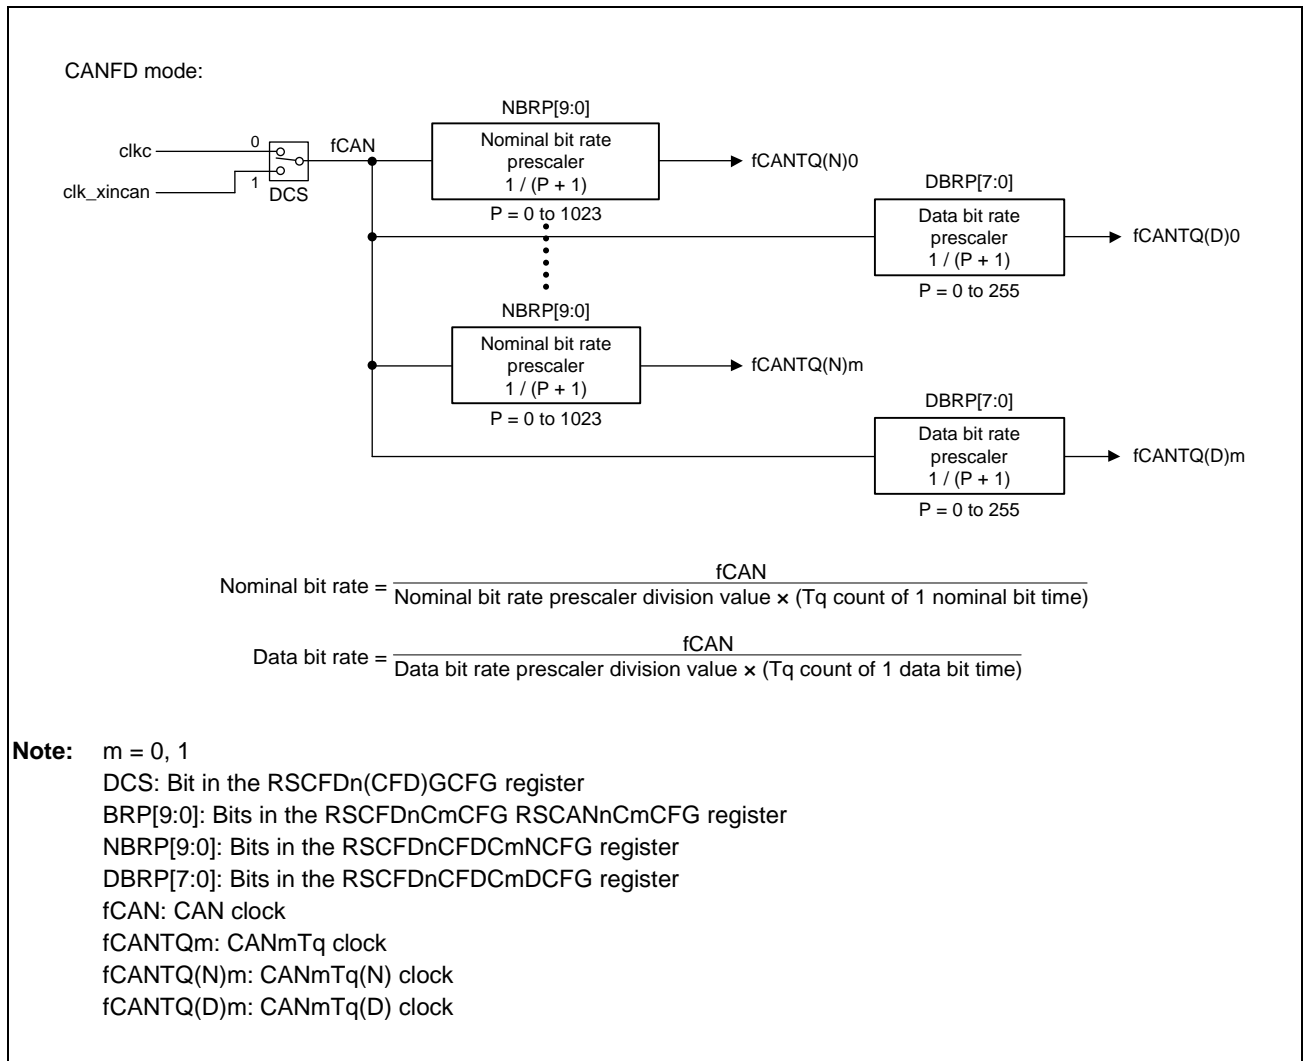 CANFD mode:
NBRP[9:0]
clkc
0
fCAN
Nominal bit rate
prescaler
1 / (P + 1)
fCANTQ(N)0
clk_xincan
1
DCS
P = 0 to 1023
DBRP[7:0]
Data bit rate
prescaler
1 / (P + 1)
fCANTQ(D)0
P = 0 to 255
NBRP[9:0]
Nominal bit rate
prescaler
1 / (P + 1)
fCANTQ(N)m
P = 0 to 1023
DBRP[7:0]
Data bit rate
prescaler
1 / (P + 1)
fCANTQ(D)m
P = 0 to 255
fCAN
Nominal bit rate =
Nominal bit rate prescaler division value × (Tq count of 1 nominal bit time)
fCAN
Data bit rate =
Data bit rate prescaler division value × (Tq count of 1 data bit time)
Note: m = 0, 1
DCS: Bit in the RSCFDn(CFD)GCFG register
BRP[9:0]: Bits in the RSCFDnCmCFG RSCANnCmCFG register
NBRP[9:0]: Bits in the RSCFDnCFDCmNCFG register
DBRP[7:0]: Bits in the RSCFDnCFDCmDCFG register
fCAN: CAN clock
fCANTQm: CANmTq clock
fCANTQ(N)m: CANmTq(N) clock
fCANTQ(D)m: CANmTq(D) clock